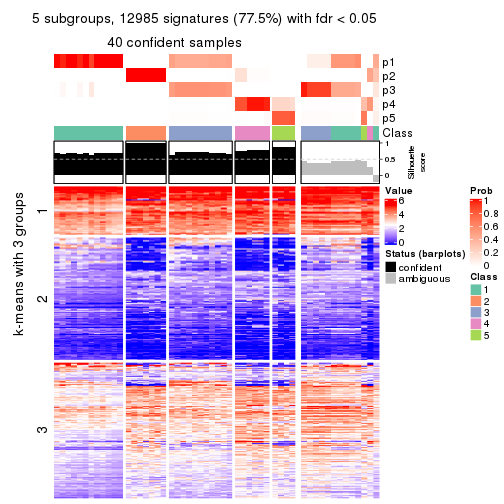 5 subgroups, 12985 signatures (77.5%) with fdr < 0.05
40 confident samples
p1
p2
p3
p4
p5
Class
1
0.5
0
Silhouette
score
k-means with 3 groups
1
2
3
Value
6
4
2
0
Status (barplots)
confident
ambiguous
Prob
1
0.8
0.6
0.4
0.2
0
Class
1
2
3
4
5